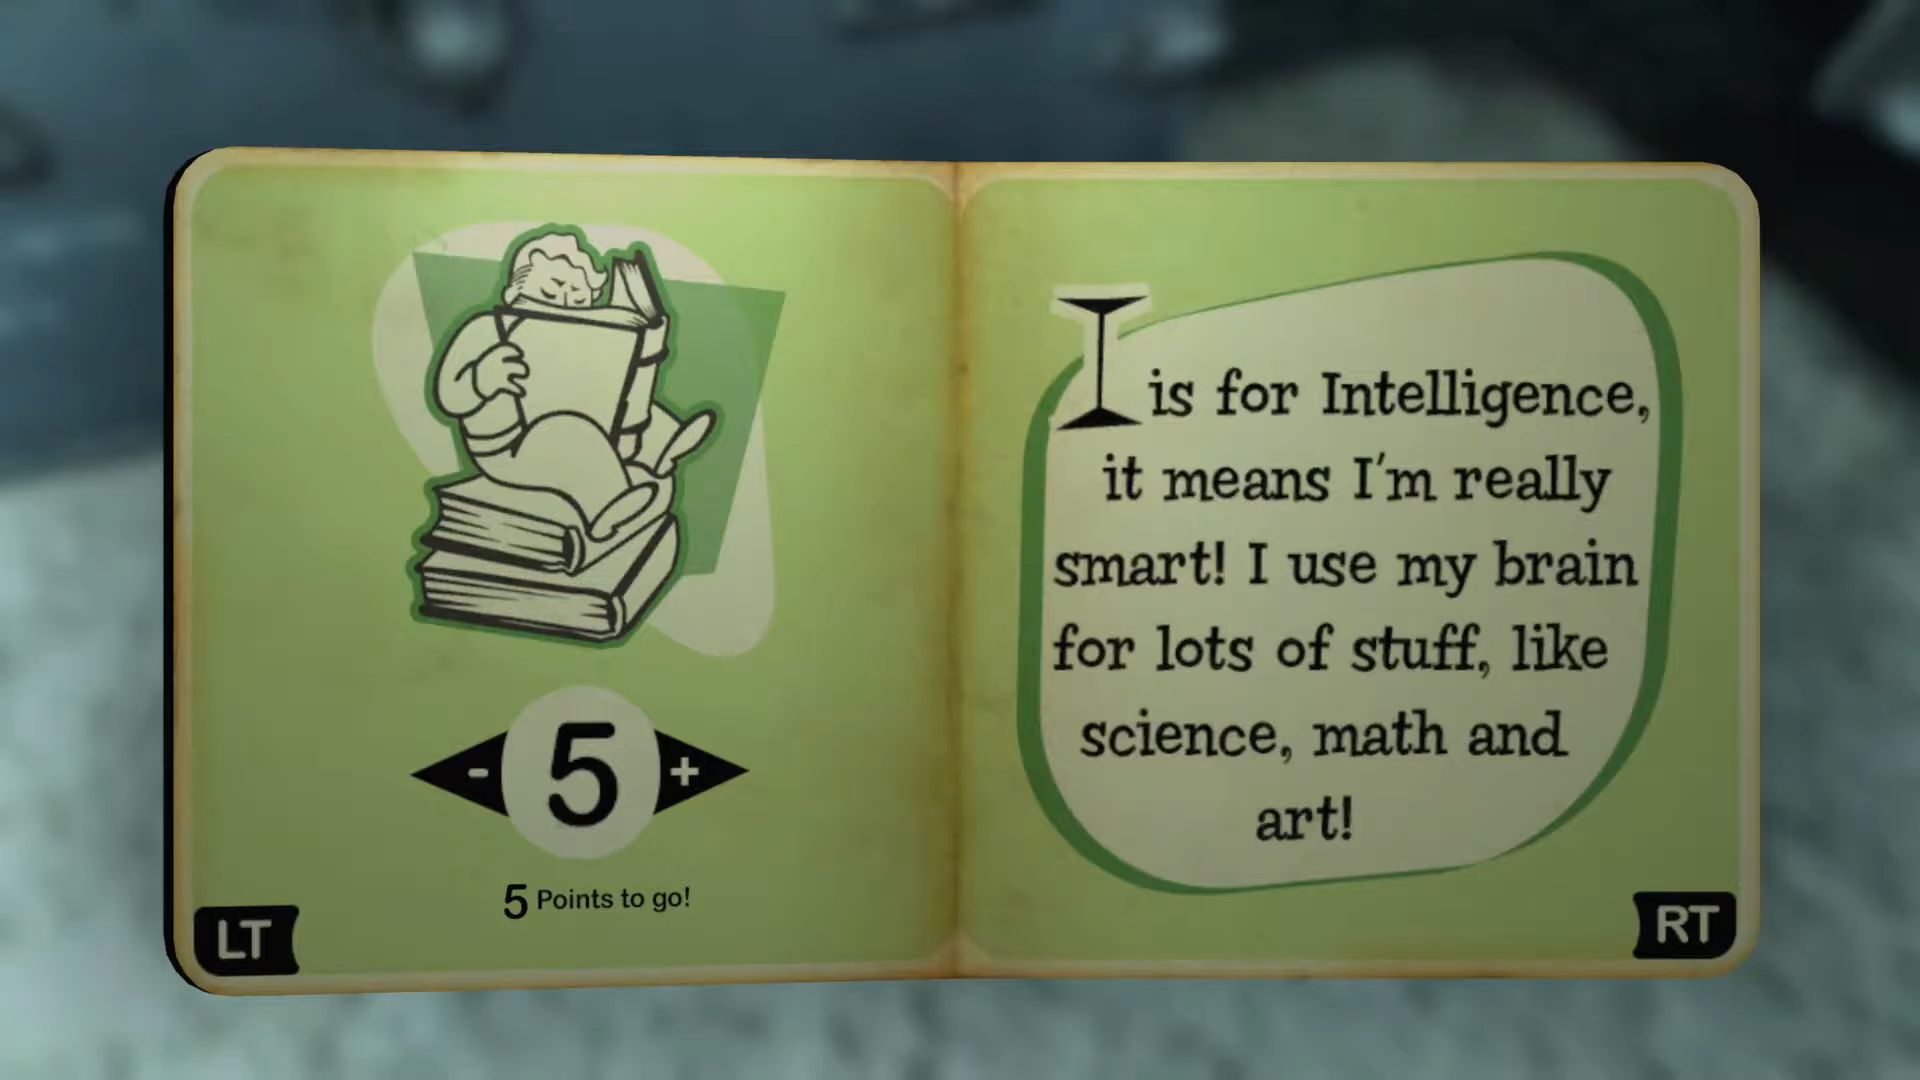 I is for Intelligence,
it means I'm really
smart! I use my brain
for lots of stuff, like
science, math and
art!
- 5 +
5 Points to go!
LT
RT